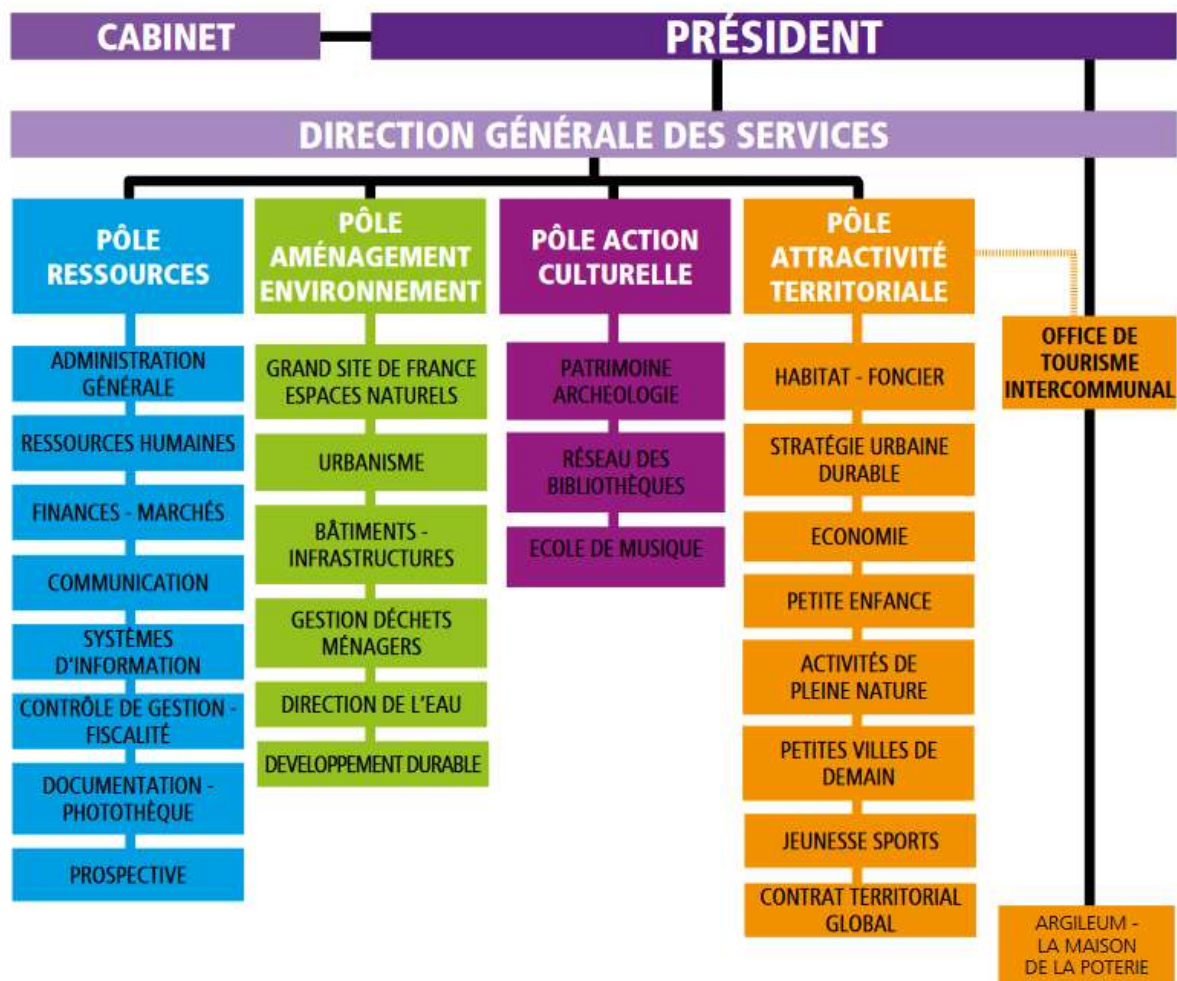 CABINET
PRÉSIDENT
DIRECTION GÉNÉRALE DES SERVICES
PÔLE
RESSOURCES
ADMINISTRATION
GÉNÉRALE
RESSOURCES HUMAINES
FINANCES - MARCHÉS
COMMUNICATION
SYSTÈMES
D'INFORMATION
CONTRÔLE DE GESTION -
FISCALITÉ
DOCUMENTATION -
PHOTOTHÈQUE
PROSPECTIVE
PÔLE
AMÉNAGEMENT
ENVIRONNEMENT
GRAND SITE DE FRANCE
ESPACES NATURELS
URBANISME
BÂTIMENTS -
INFRASTRUCTURES
GESTION DÉCHETS
MÉNAGERS
DIRECTION DE L'EAU
DEVELOPPEMENT DURABLE
PÔLE ACTION
CULTURELLE
PATRIMOINE
ARCHEOLOGIE
RÉSEAU DES
BIBLIOTHÈQUES
ECOLE DE MUSIQUE
PÔLE
ATTRACTIVITÉ
TERRITORIALE
HABITAT - FONCIER
STRATÉGIE URBAINE
DURABLE
ECONOMIE
PETITE ENFANCE
ACTIVITÉS DE
PLEINE NATURE
PETITES VILLES DE
DEMAIN
JEUNESSE SPORTS
CONTRAT TERRITORIAL
GLOBAL
OFFICE DE
TOURISME
INTERCOMMUNAL
ARGILEUM -
LA MAISON
DE LA POTERIE